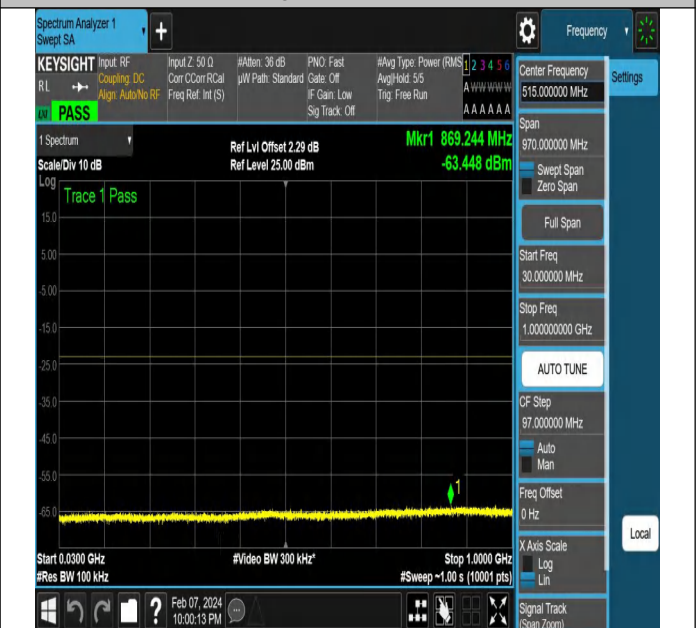 Spectrum Analyzer 1
Swept SA
+
Frequency
KEYSIGHT
RL
PASS
Input: RF
Coupling: DC
Align: Auto/No RF
Input Z: 50 Ω
Corr CCorr RCal
Freq Ref: Int (S)
#Atten: 36 dB
µW Path: Standard
PNO: Fast
Gate: Off
IF Gain: Low
Sig Track: Off
#Avg Type: Power (RMS
Avg|Hold: 5/5
Trig: Free Run
1 2 3 4 5 6
A W W W W W
A A A A A A
1 Spectrum
Scale/Div 10 dB
Log
Ref Lvl Offset 2.29 dB
Ref Level 25.00 dBm
Mkr1 869.244 MHz
-63.448 dBm
Trace 1 Pass
15.0
5.00
-5.00
-15.0
-25.0
-35.0
-45.0
-55.0
-65.0
1
Start 0.0300 GHz
#Res BW 100 kHz
#Video BW 300 kHz*
Stop 1.0000 GHz
#Sweep ~1.00 s (10001 pts)
?
Feb 07, 2024
10:00:13 PM
Center Frequency
515.000000 MHz
Settings
Span
970.000000 MHz
Swept Span
Zero Span
Full Span
Start Freq
30.000000 MHz
Stop Freq
1.000000000 GHz
AUTO TUNE
CF Step
97.000000 MHz
Auto
Man
Freq Offset
0 Hz
X Axis Scale
Log
Lin
Signal Track
(Span Zoom)
Local